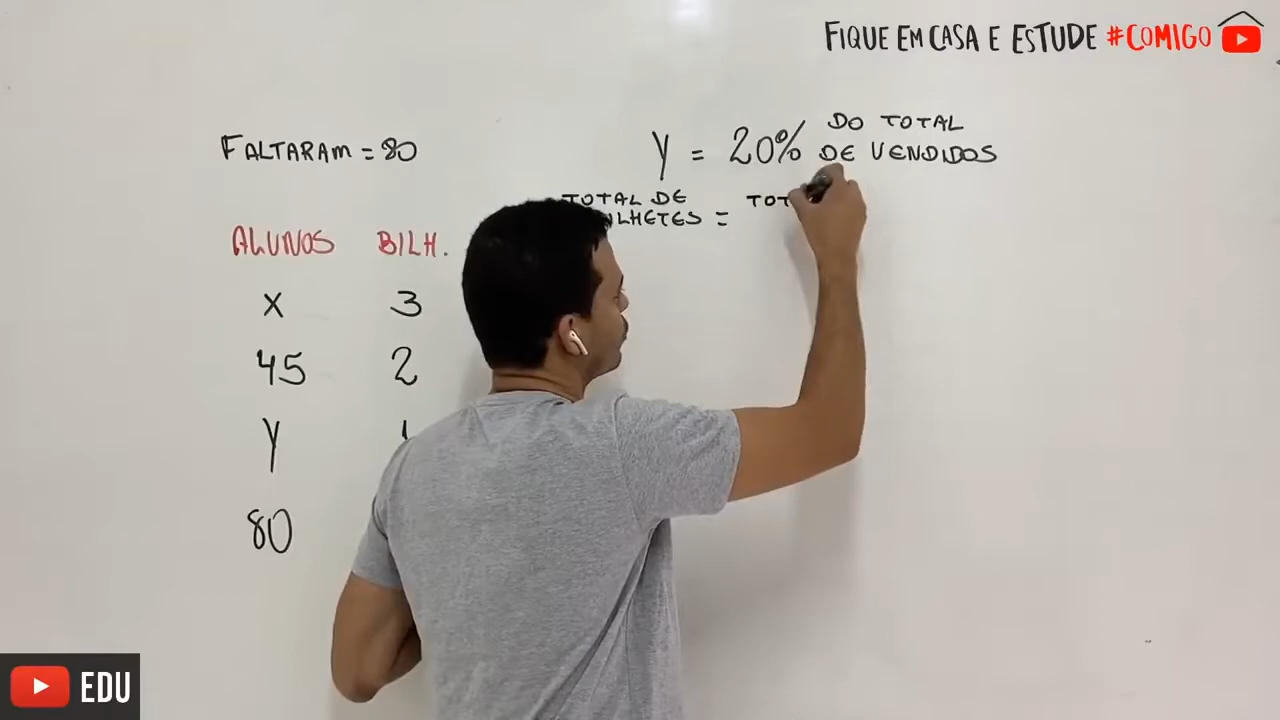 FIQUE EM CASA E ESTUDE #COMIGO
FALTARAM = 80
Y = 20% DO TOTAL
DE VENDIDOS
TOTAL DE
=
ALUNOS BILH.
X 3
45 2
Y
80
EDU